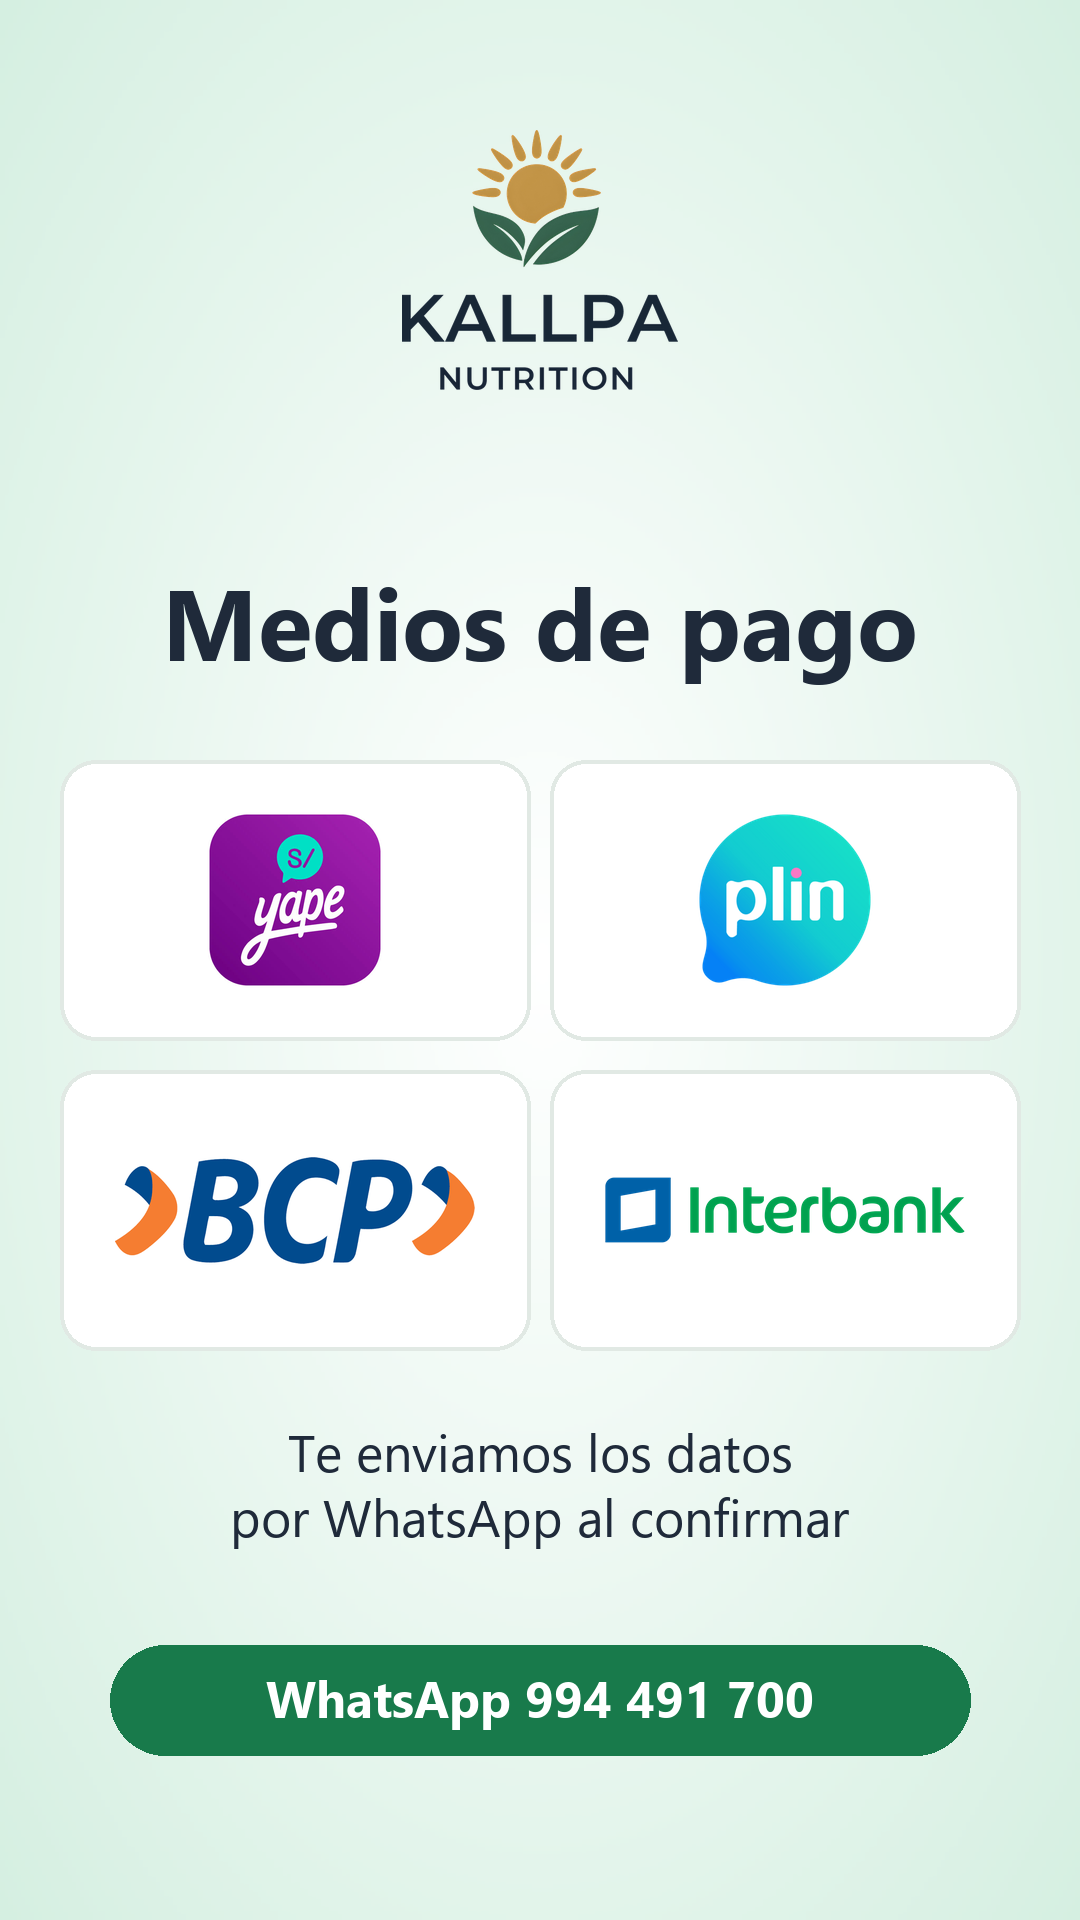 KALLPA
NUTRITION
Medios de pago
S/
yape
plin
BCP
Interbank
Te enviamos los datos
por WhatsApp al confirmar
WhatsApp 994 491 700